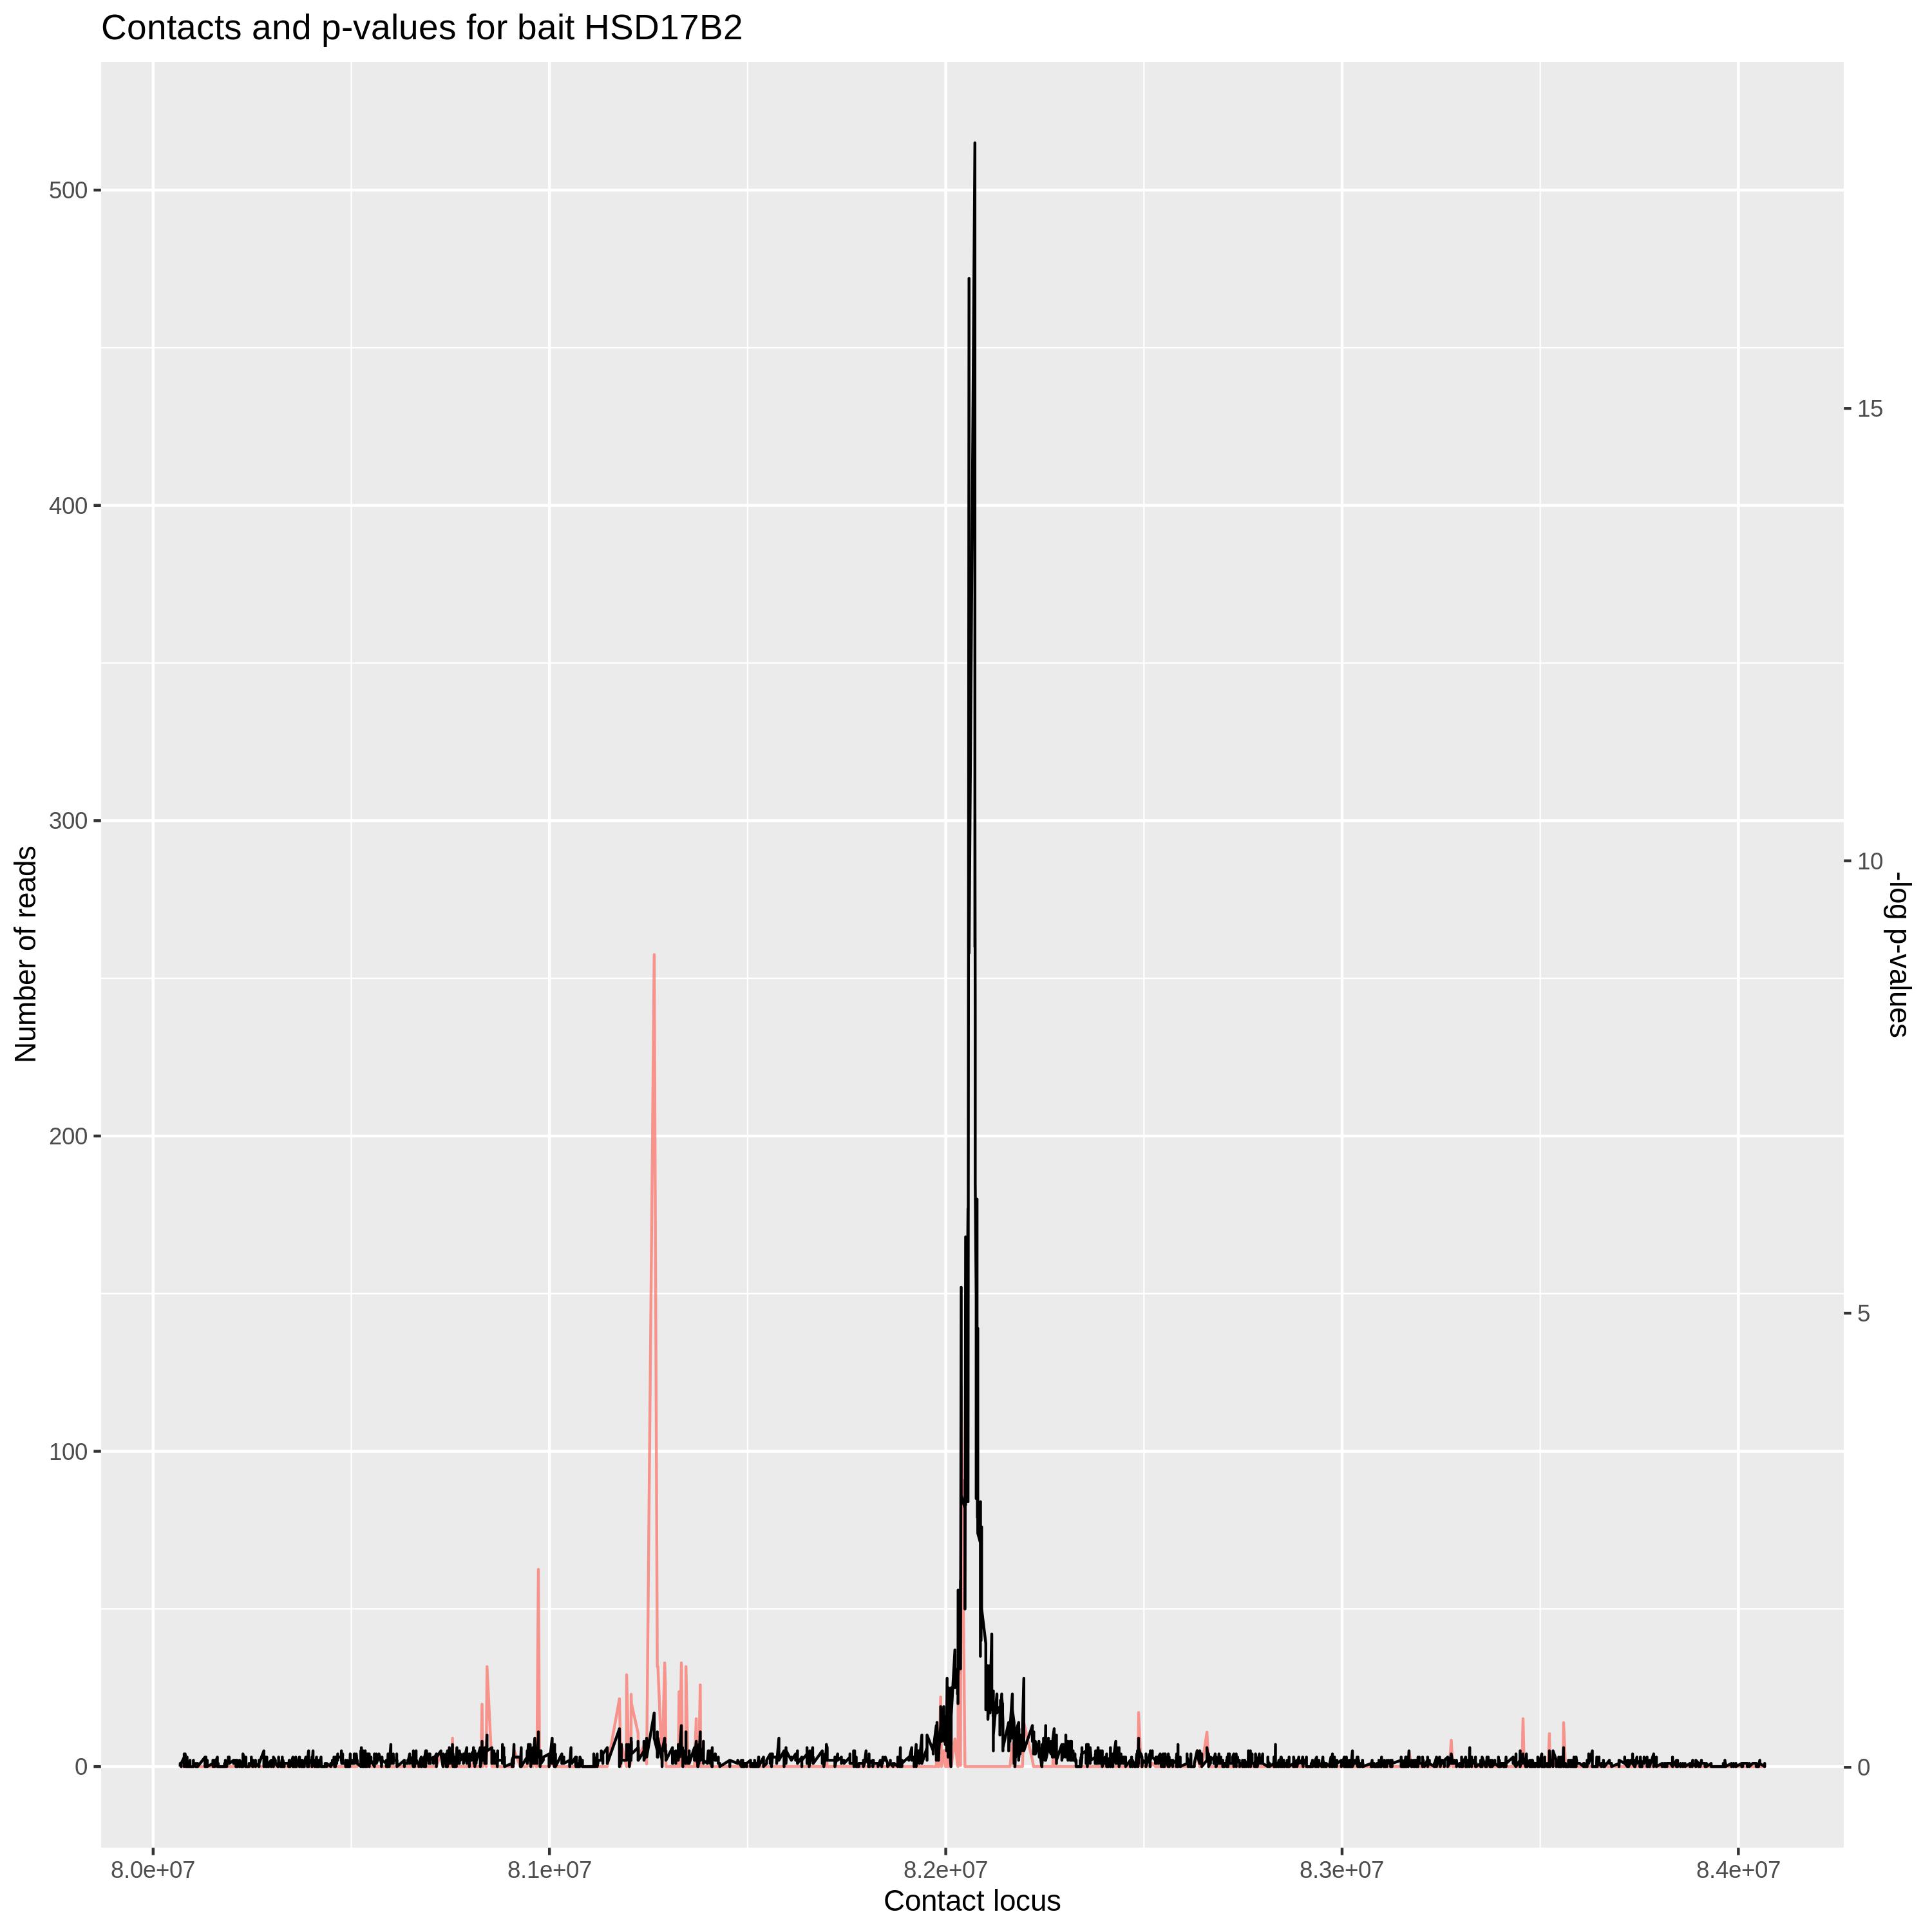 Contacts and p-values for bait HSD17B2
500
400
300
200
100
0
Number of reads
15
10
5
0
-log p-values
8.0e+07
8.1e+07
8.2e+07
8.3e+07
8.4e+07
Contact locus